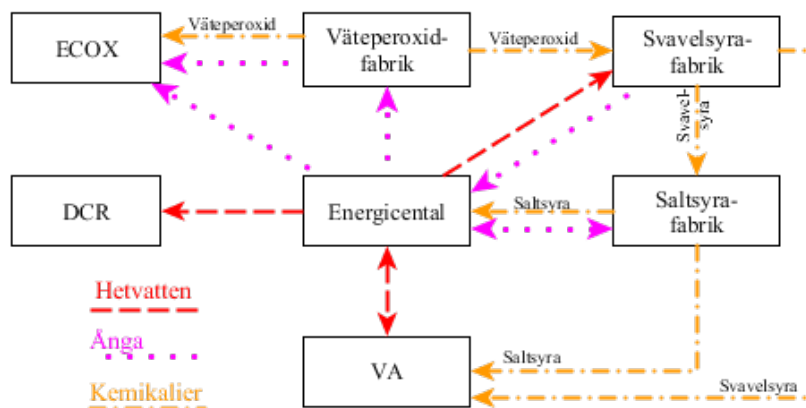 Väteperoxid
ECOX
Väteperoxid-
fabrik
Väteperoxid
Svavelsyra-
fabrik
Svavel-
syra
DCR
Energicental
Saltsyra
Saltsyra-
fabrik
Hetvatten
Ånga
Kemikalier
VA
Saltsyra
Svavelsyra